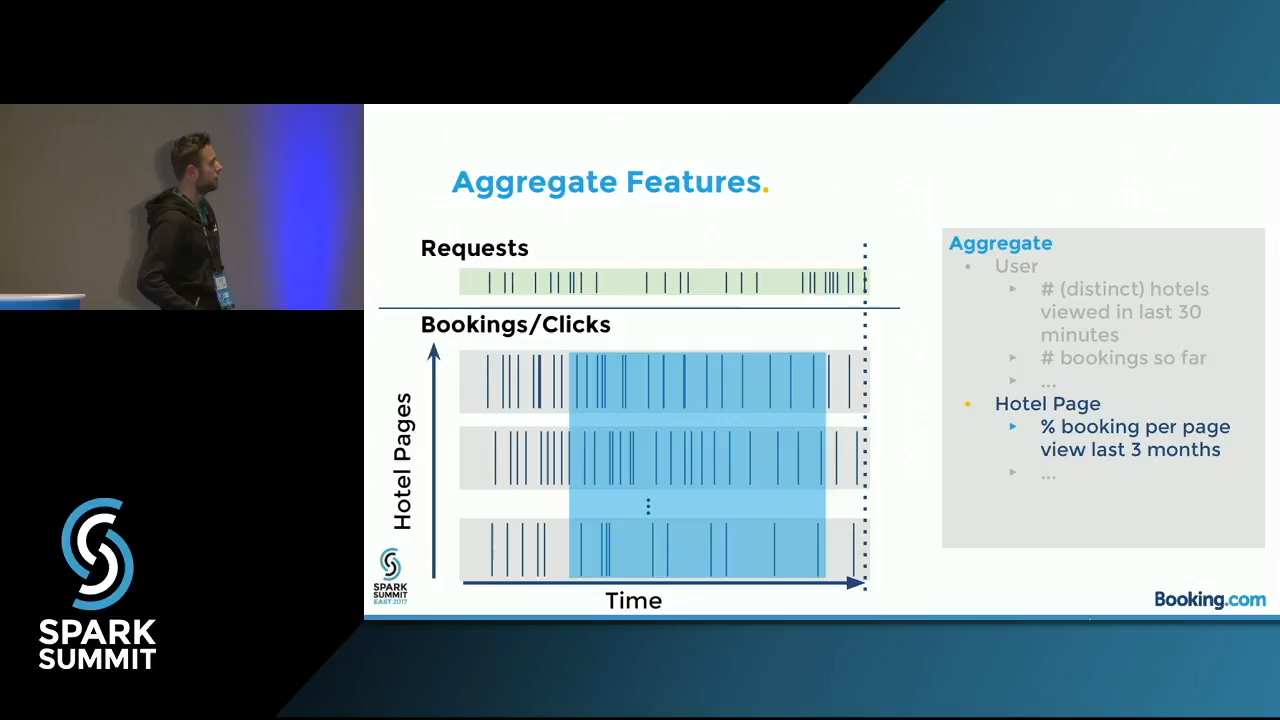 Aggregate Features.
Requests
Bookings/Clicks
Hotel Pages
Time
Aggregate
• User
▸ # (distinct) hotels
viewed in last 30
minutes
▸ # bookings so far
▸ ...
• Hotel Page
▸ % booking per page
view last 3 months
▸ ...
SPARK
SUMMIT
EAST 2017
Booking.com
SPARK
SUMMIT